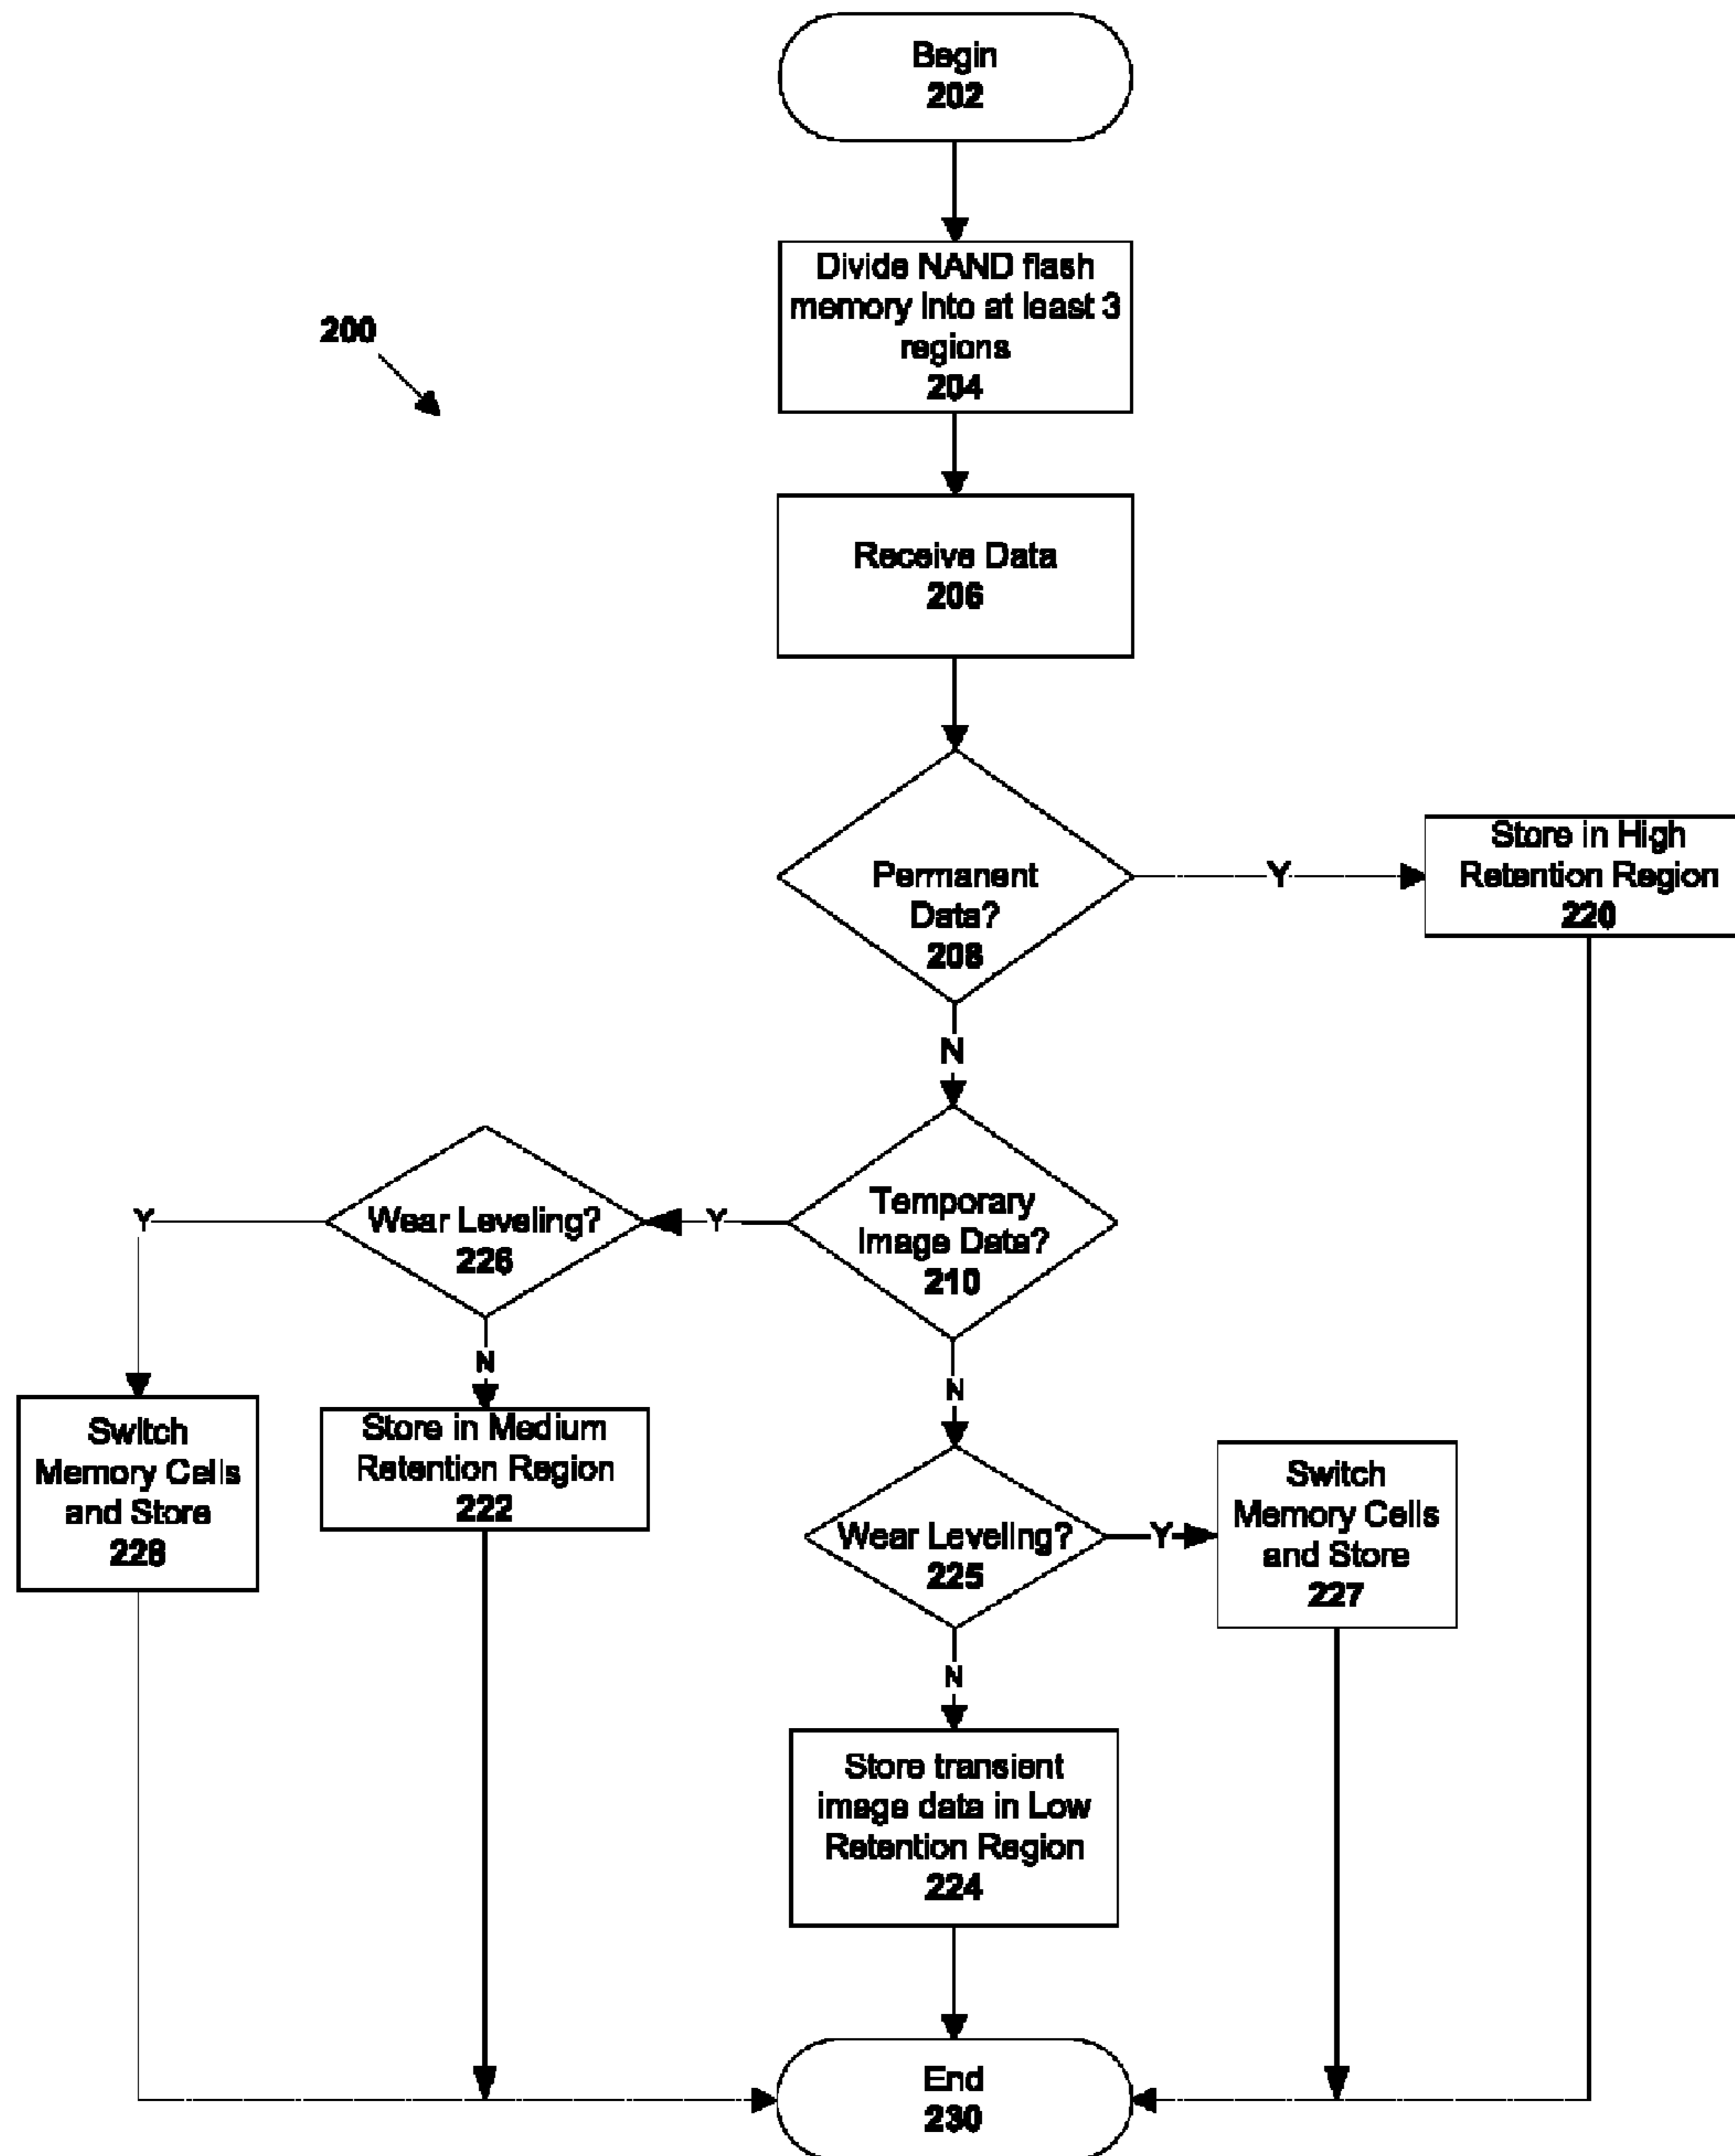 Begin
202
200
Divide NAND flash
memory into at least 3
regions
204
Receive Data
206
Permanent
Data?
208
Y
Store in High
Retention Region
220
N
Temporary
Image Data?
210
Y
Wear Leveling?
226
Y
N
N
Switch
Memory Cells
and Store
228
Store in Medium
Retention Region
222
Wear Leveling?
225
Y
Switch
Memory Cells
and Store
227
N
Store transient
image data in Low
Retention Region
224
End
230